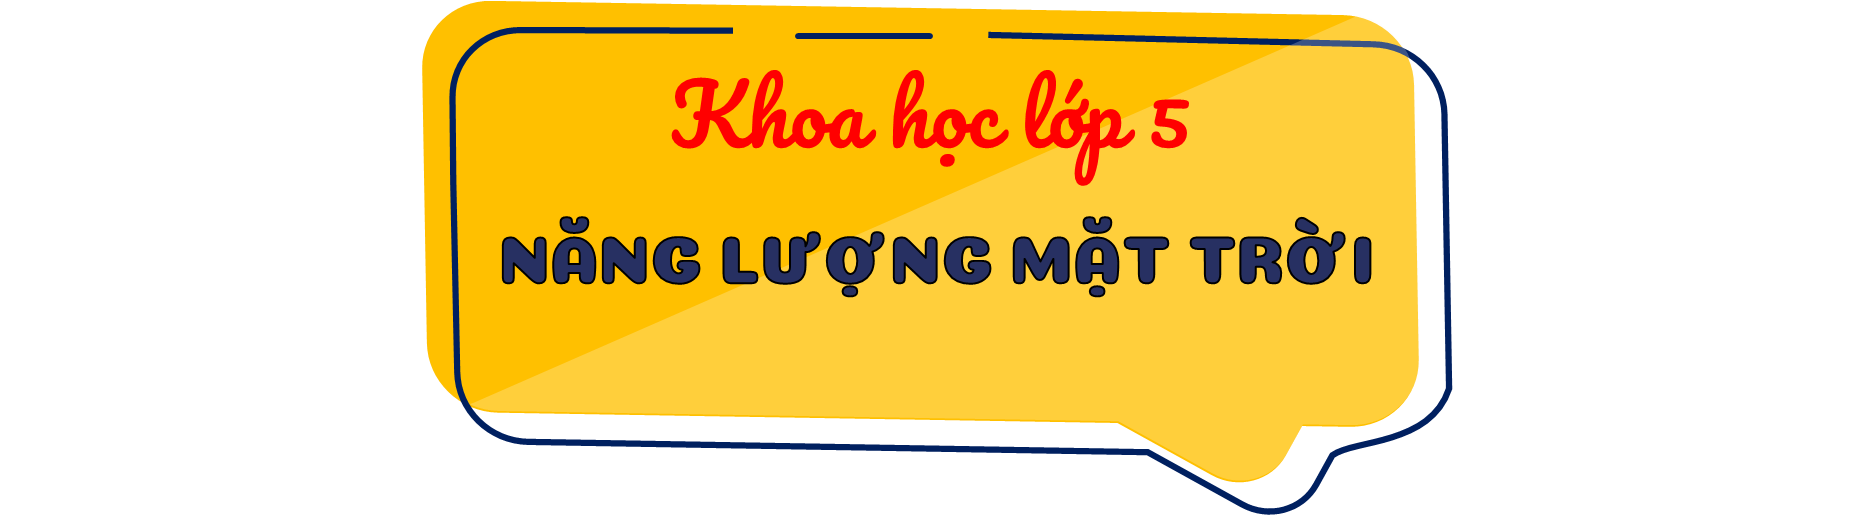 Khoa học lớp 5
NĂNG LƯỢNG MẶT TRỜI